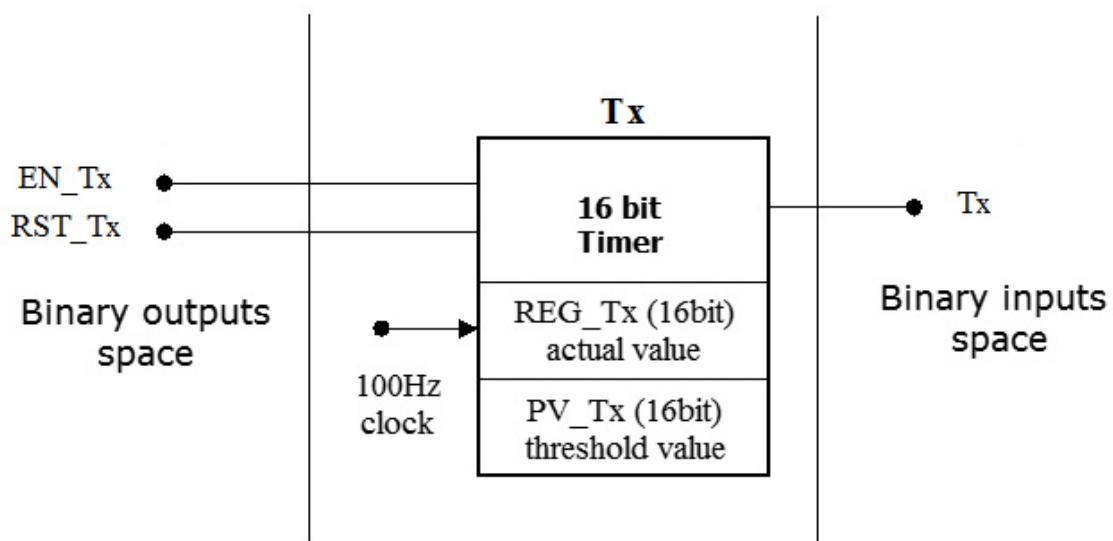 Tx
EN_Tx
RST_Tx
16 bit
Timer
Tx
Binary outputs
space
REG_Tx (16bit)
actual value
Binary inputs
space
100Hz
clock
PV_Tx (16bit)
threshold value